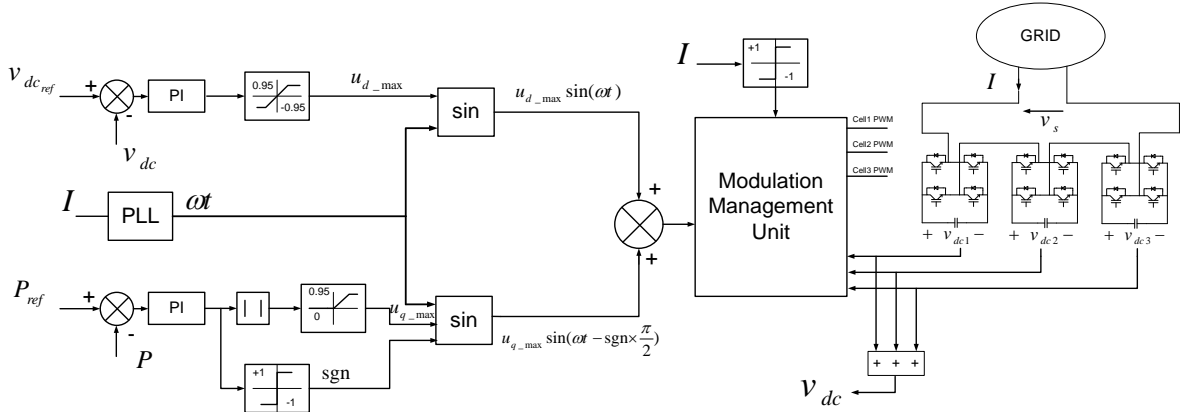 v_dc_ref
+
-
PI
0.95
-0.95
u_d_max
sin
u_d_max sin(ωt)
v_dc
I
PLL
ωt
P_ref
+
-
P
PI
| |
0.95
0
u_q_max
+1
-1
sgn
sin
u_q_max sin(ωt − sgn × π/2)
+
+
I
+1
-1
Modulation
Management
Unit
Cell1 PWM
Cell2 PWM
Cell3 PWM
GRID
I
v_s
+ v_dc1 −
+ v_dc2 −
+ v_dc3 −
+ + +
v_dc